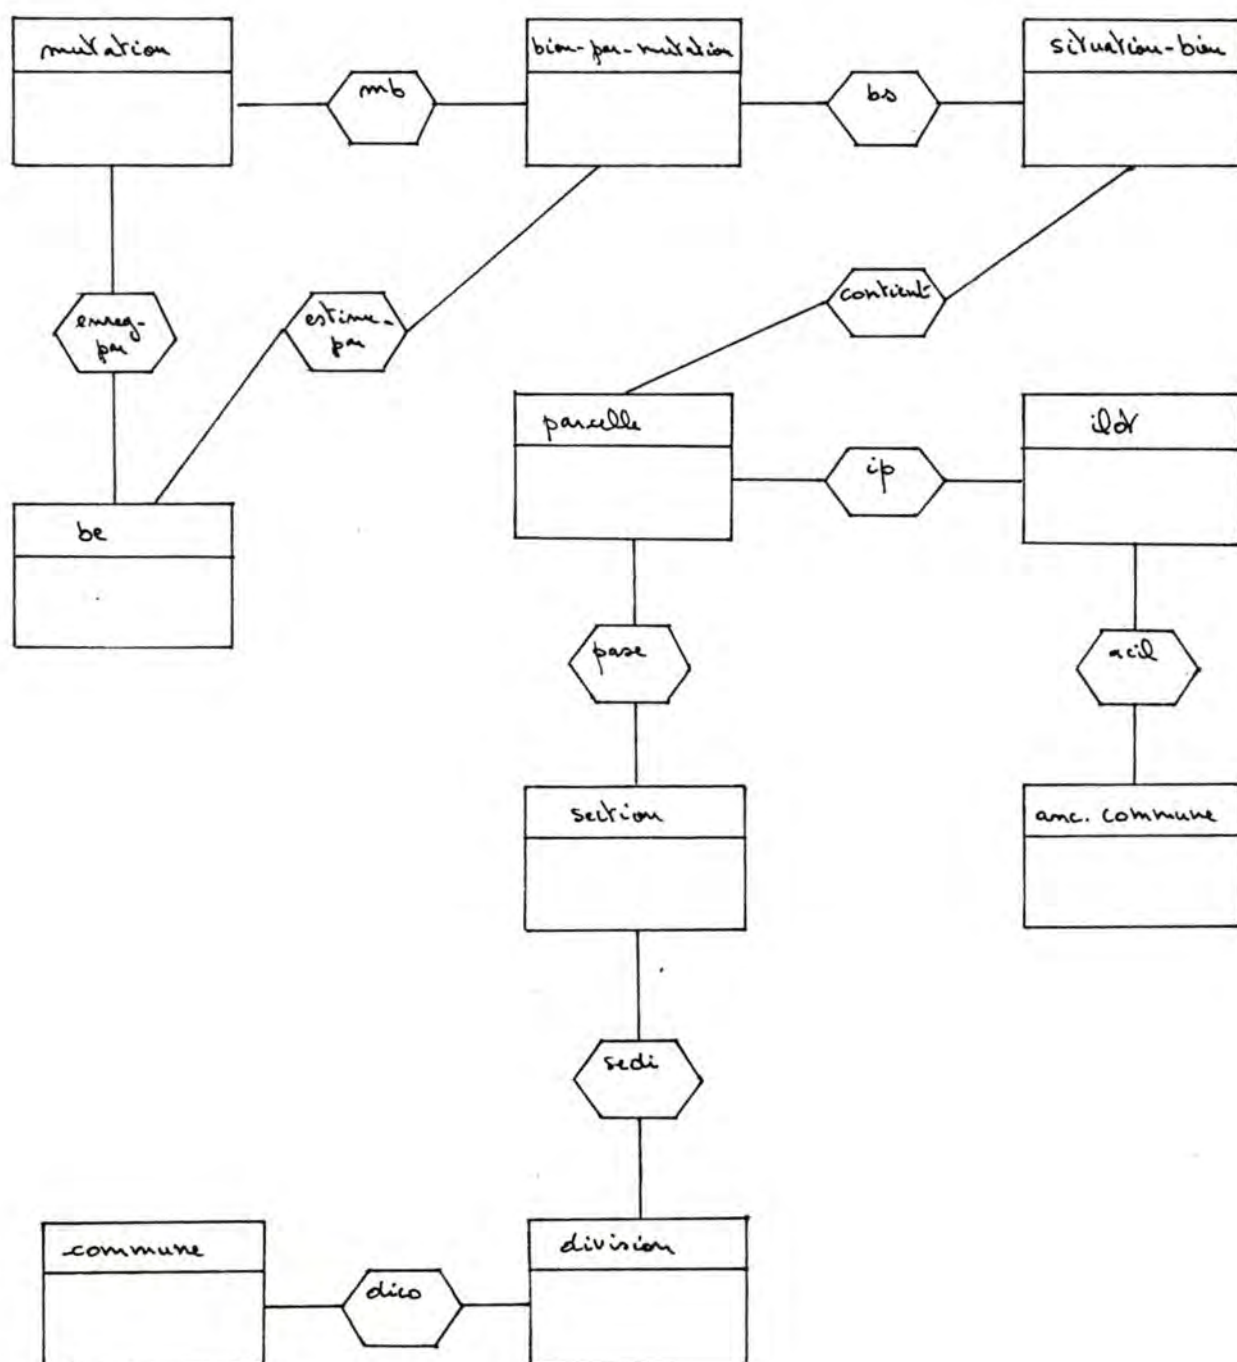 mutation
mb
bien-par-mutation
bs
situation-bien
enreg-
par
estime-
par
contient
be
parcelle
ip
ilôt
pase
acil
section
anc. commune
sedi
commune
dico
division